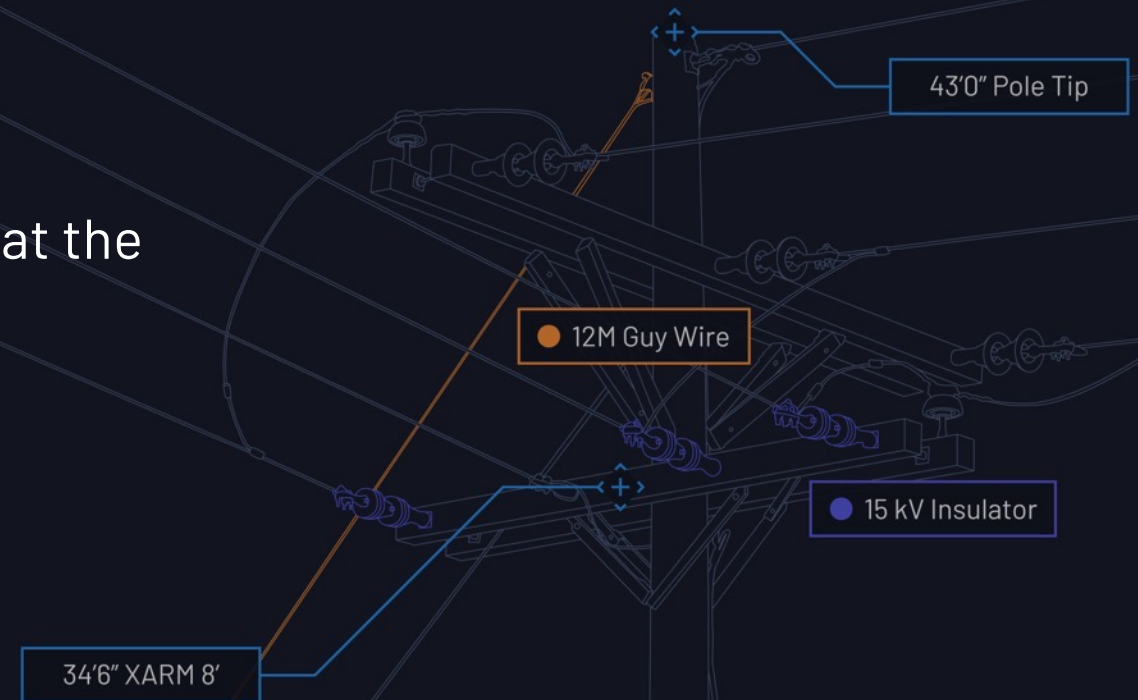 43'0" Pole Tip
at the
12M Guy Wire
15 kV Insulator
34'6" XARM 8'